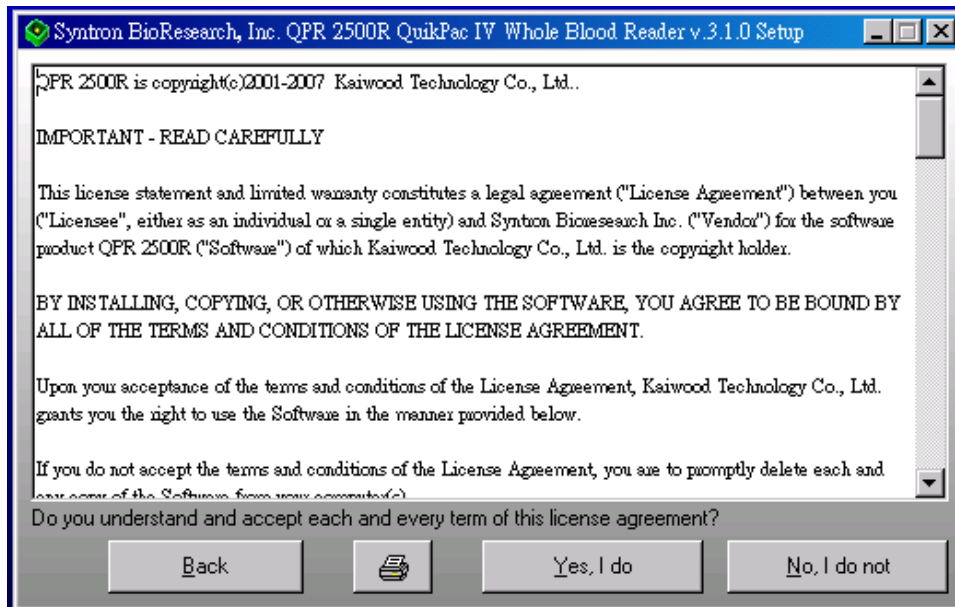 Syntron BioResearch, Inc. QPR 2500R QuikPac IV Whole Blood Reader v.3.1.0 Setup
QPR 2500R is copyright(c)2001-2007 Kaiwood Technology Co., Ltd..
IMPORTANT - READ CAREFULLY
This license statement and limited warranty constitutes a legal agreement ("License Agreement") between you
("Licensee", either as an individual or a single entity) and Syntron Bioresearch Inc. ("Vendor") for the software
product QPR 2500R ("Software") of which Kaiwood Technology Co., Ltd. is the copyright holder.
BY INSTALLING, COPYING, OR OTHERWISE USING THE SOFTWARE, YOU AGREE TO BE BOUND BY
ALL OF THE TERMS AND CONDITIONS OF THE LICENSE AGREEMENT.
Upon your acceptance of the terms and conditions of the License Agreement, Kaiwood Technology Co., Ltd.
grants you the right to use the Software in the manner provided below.
If you do not accept the terms and conditions of the License Agreement, you are to promptly delete each and
any copy of the Software from your computer(s)
Do you understand and accept each and every term of this license agreement?
Back
Yes, I do
No, I do not